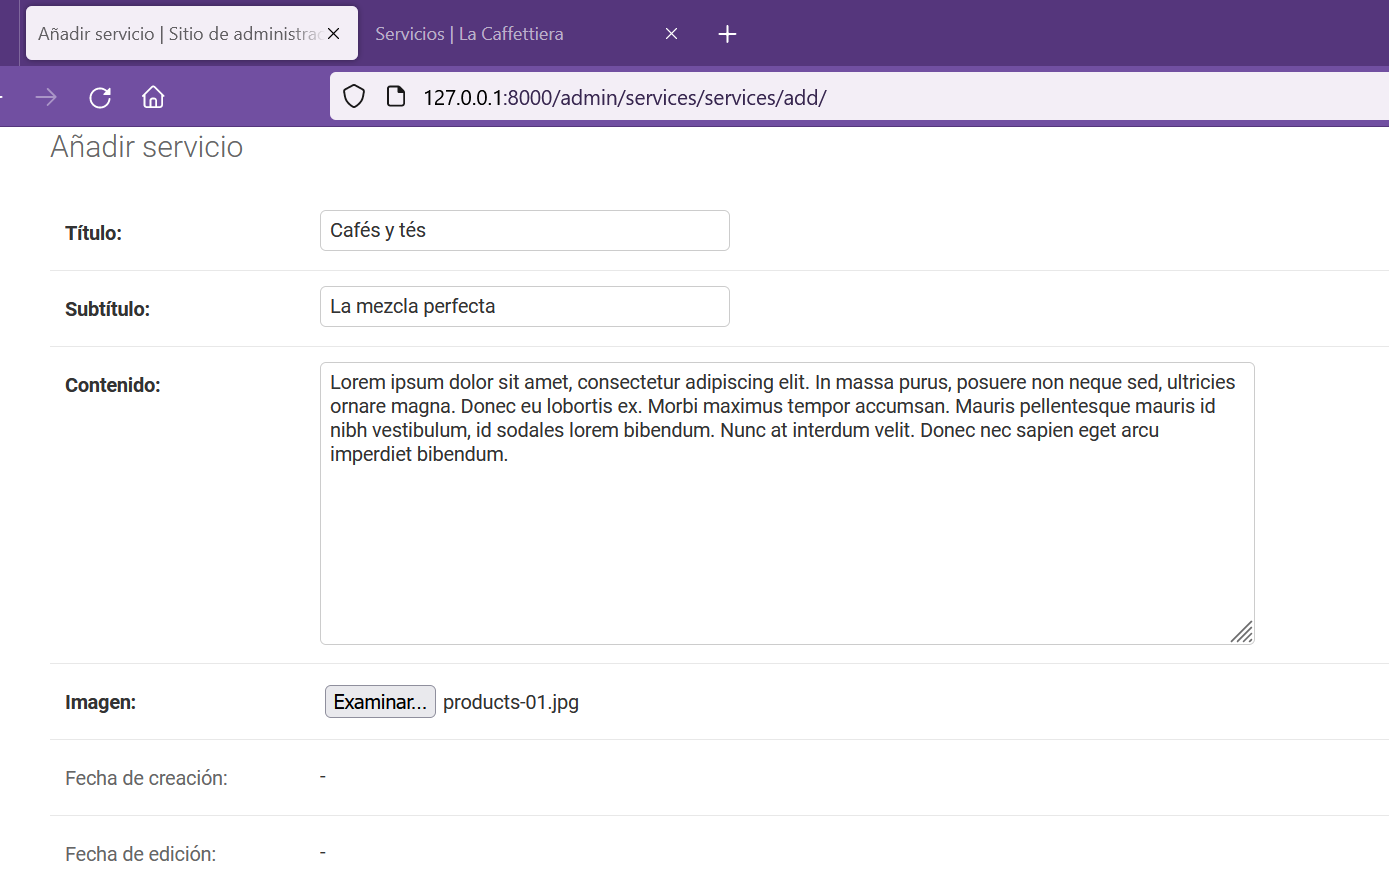 Añadir servicio | Sitio de administrac
Servicios | La Caffettiera
127.0.0.1:8000/admin/services/services/add/
Añadir servicio
Título:
Cafés y tés
Subtítulo:
La mezcla perfecta
Contenido:
Lorem ipsum dolor sit amet, consectetur adipiscing elit. In massa purus, posuere non neque sed, ultricies
ornare magna. Donec eu lobortis ex. Morbi maximus tempor accumsan. Mauris pellentesque mauris id
nibh vestibulum, id sodales lorem bibendum. Nunc at interdum velit. Donec nec sapien eget arcu
imperdiet bibendum.
Imagen:
Examinar... products-01.jpg
Fecha de creación:
-
Fecha de edición:
-